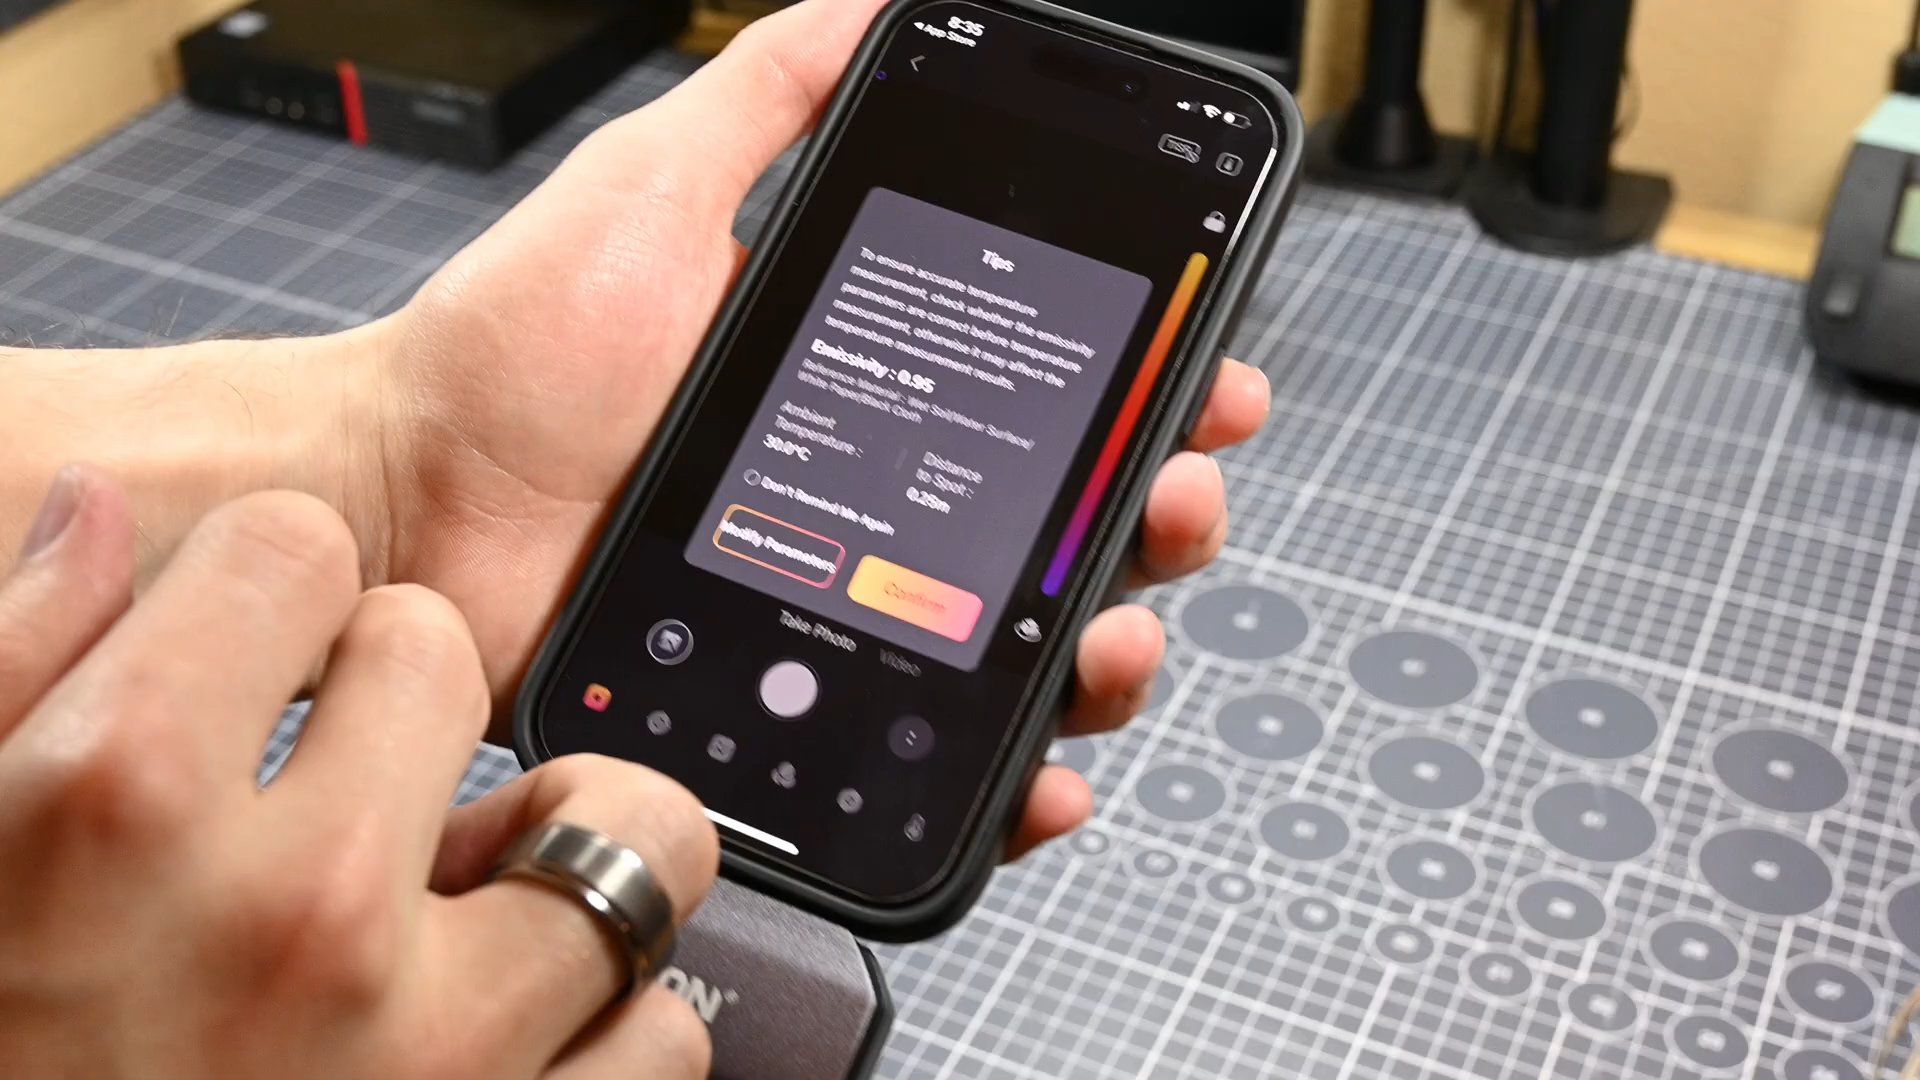 8:35
App Store
Tips
To ensure accurate temperature
measurement, check whether the emissivity
parameters are correct before temperature
measurement, otherwise it may affect the
temperature measurement results.
Emissivity : 0.95
Reference Material : Wet Soil/Water Surface/
White Paper/Black Cloth
Ambient
Temperature :
30.0°C
Distance
to Spot :
0.25m
Don't Remind Me Again
Modify Parameters
Confirm
Take Photo
Video
ON